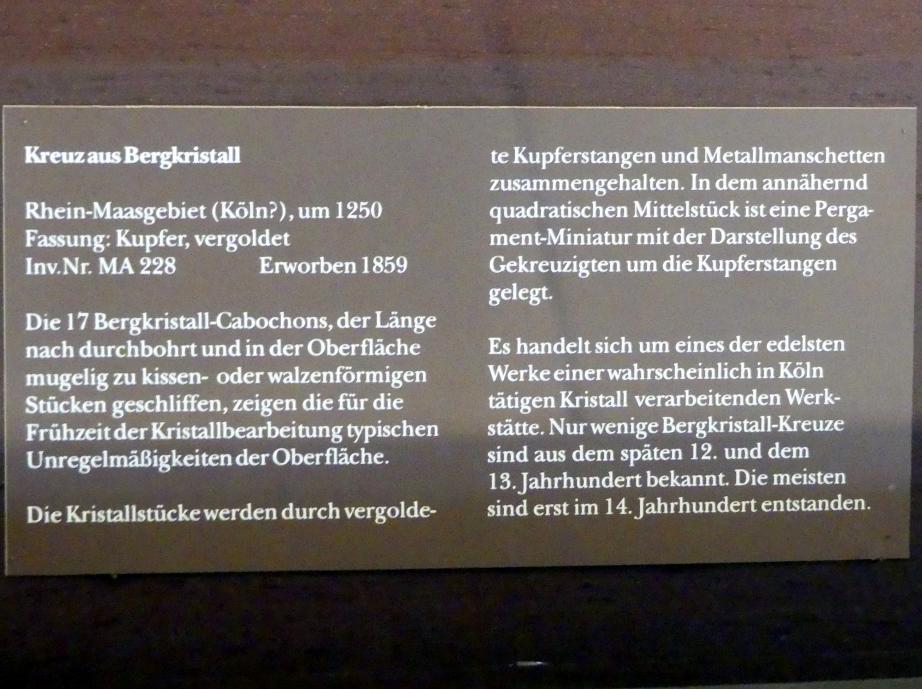 Kreuz aus Bergkristall
Rhein-Maasgebiet (Köln?), um 1250
Fassung: Kupfer, vergoldet
Inv.Nr. MA 228 Erworben 1859
Die 17 Bergkristall-Cabochons, der Länge
nach durchbohrt und in der Oberfläche
mugelig zu kissen- oder walzenförmigen
Stücken geschliffen, zeigen die für die
Frühzeit der Kristallbearbeitung typischen
Unregelmäßigkeiten der Oberfläche.
Die Kristallstücke werden durch vergolde-
te Kupferstangen und Metallmanschetten
zusammengehalten. In dem annähernd
quadratischen Mittelstück ist eine Perga-
ment-Miniatur mit der Darstellung des
Gekreuzigten um die Kupferstangen
gelegt.
Es handelt sich um eines der edelsten
Werke einer wahrscheinlich in Köln
tätigen Kristall verarbeitenden Werk-
stätte. Nur wenige Bergkristall-Kreuze
sind aus dem späten 12. und dem
13. Jahrhundert bekannt. Die meisten
sind erst im 14. Jahrhundert entstanden.